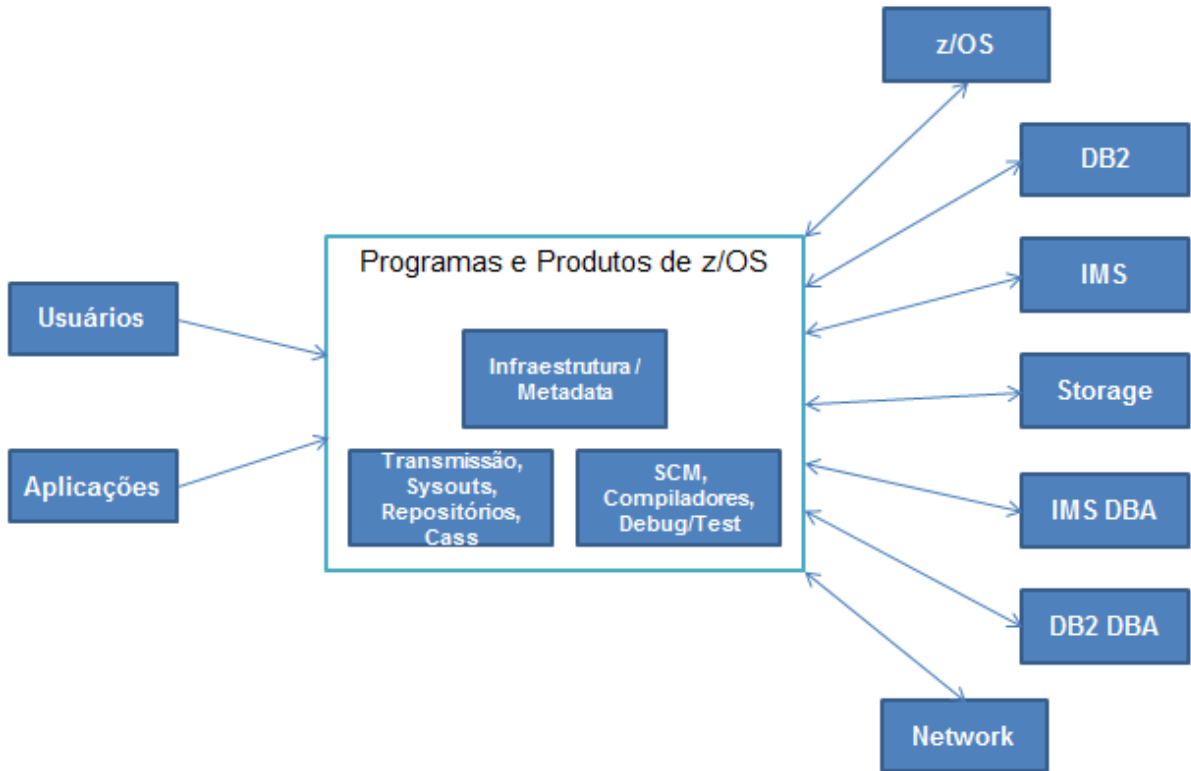 z/OS
DB2
Programas e Produtos de z/OS
IMS
Usuários
Infraestrutura /
Metadata
Storage
Transmissão,
Sysouts,
Repositórios,
Cass
SCM,
Compiladores,
Debug/Test
Aplicações
IMS DBA
DB2 DBA
Network